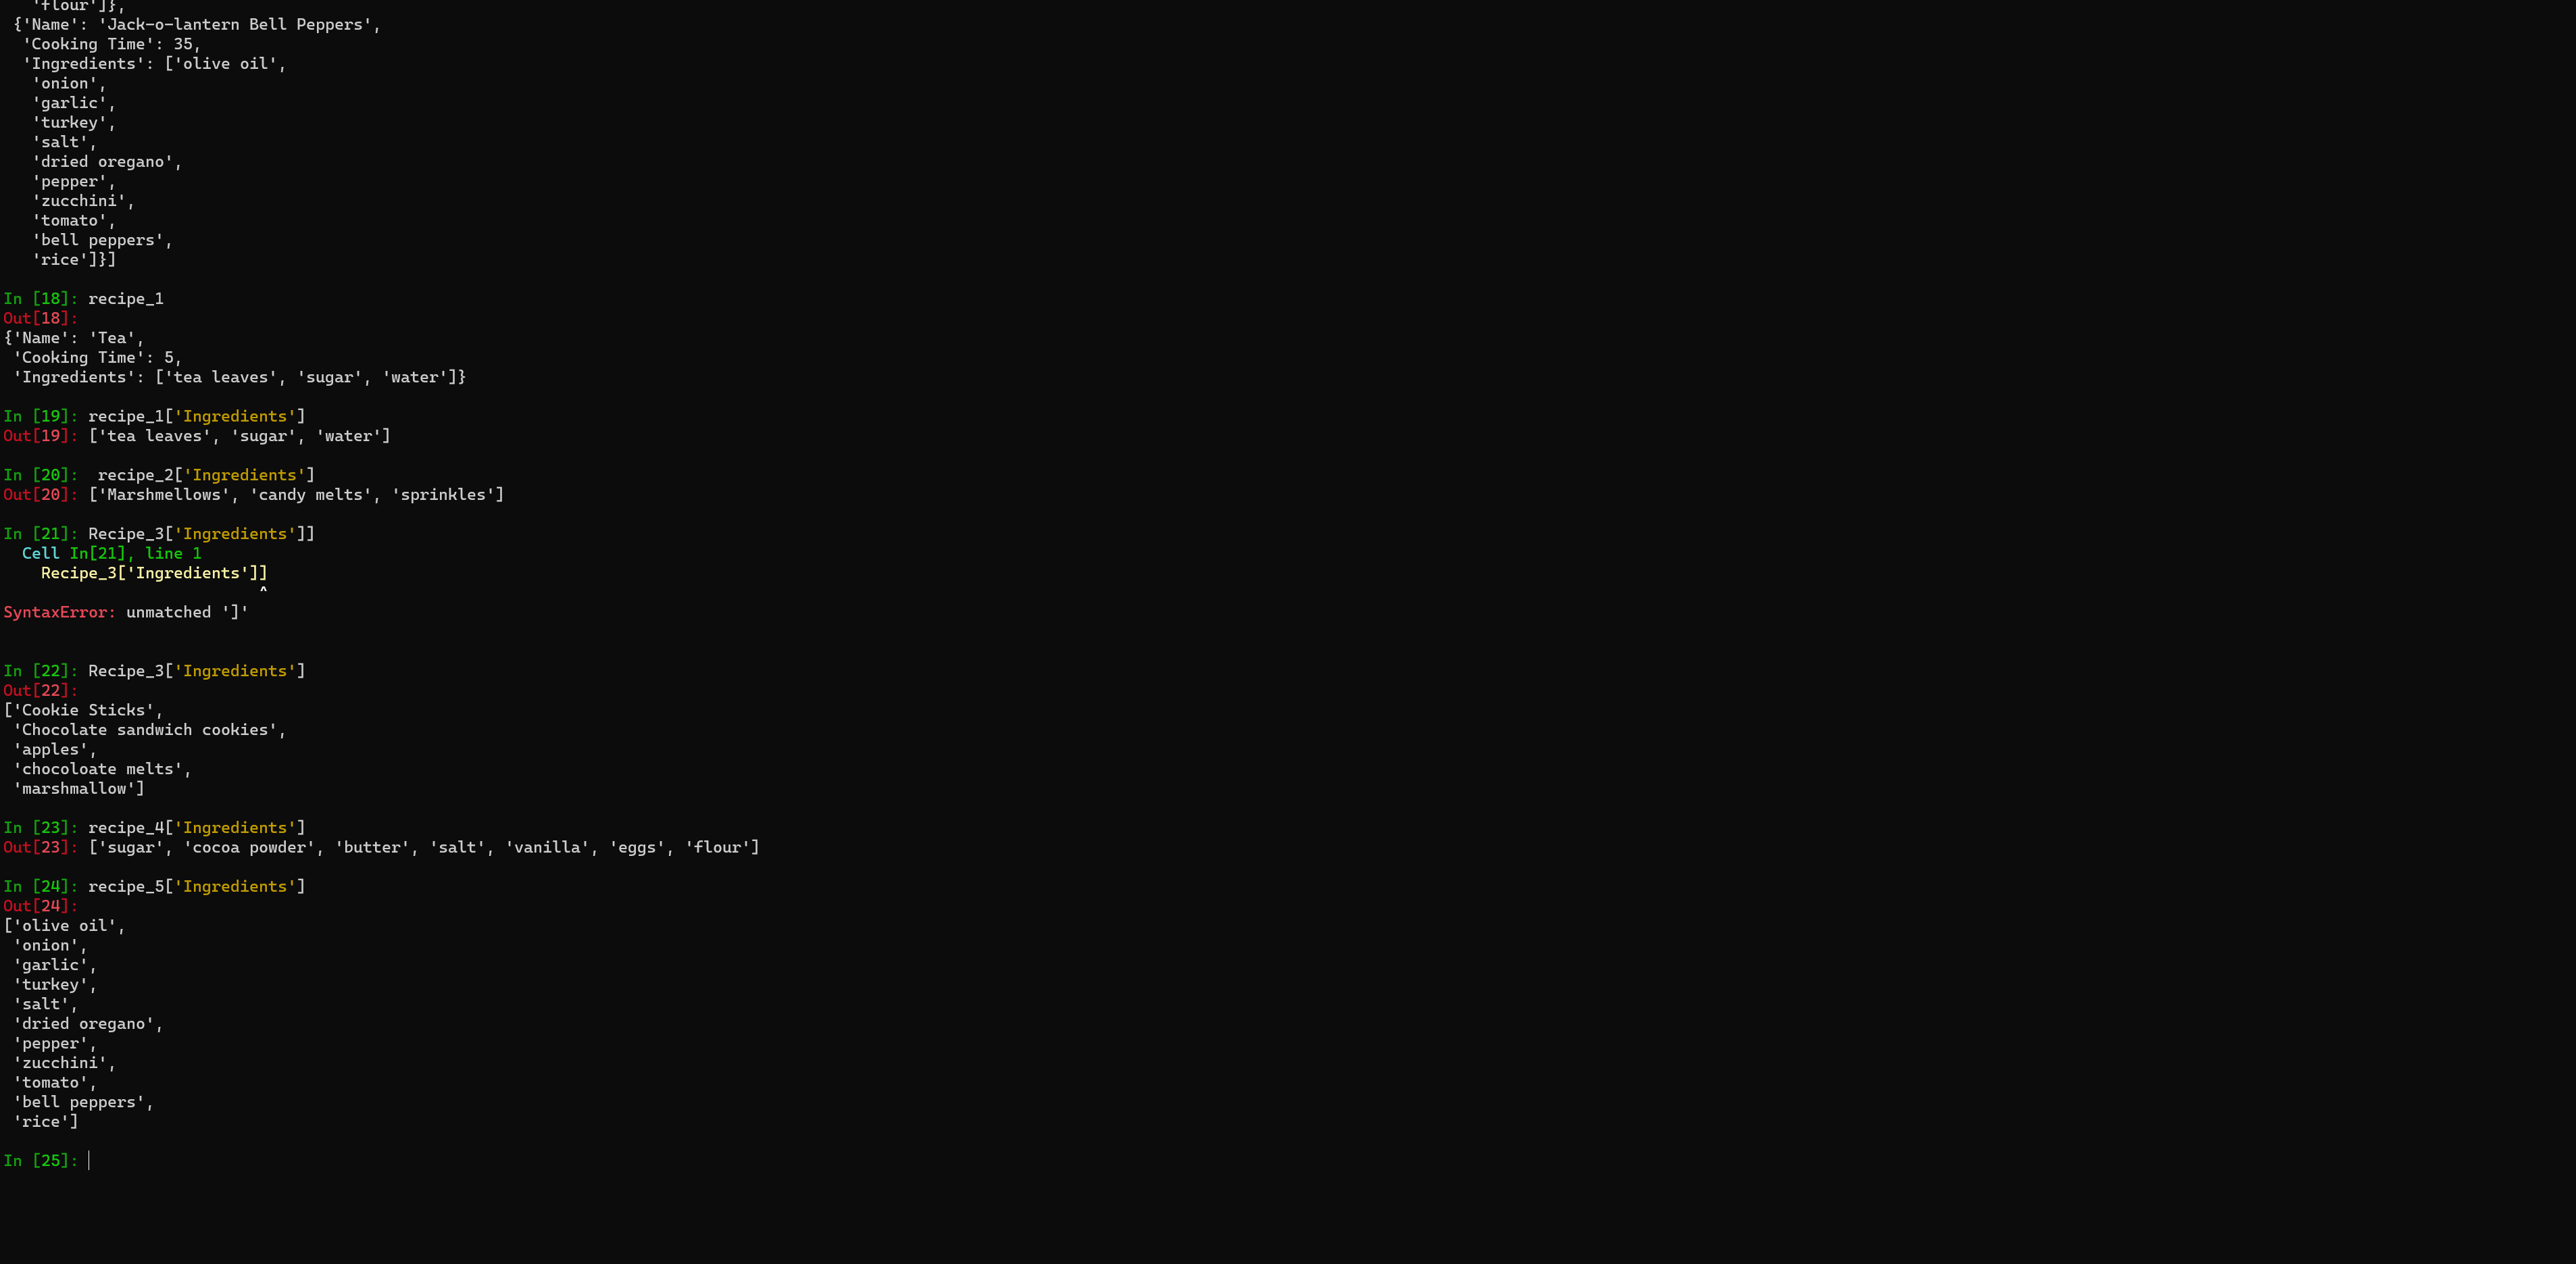 'flour']},
{'Name': 'Jack-o-lantern Bell Peppers',
'Cooking Time': 35,
'Ingredients': ['olive oil',
'onion',
'garlic',
'turkey',
'salt',
'dried oregano',
'pepper',
'zucchini',
'tomato',
'bell peppers',
'rice']}]
In [18]: recipe_1
Out[18]:
{'Name': 'Tea',
'Cooking Time': 5,
'Ingredients': ['tea leaves', 'sugar', 'water']}
In [19]: recipe_1['Ingredients']
Out[19]: ['tea leaves', 'sugar', 'water']
In [20]:  recipe_2['Ingredients']
Out[20]: ['Marshmellows', 'candy melts', 'sprinkles']
In [21]: Recipe_3['Ingredients']]
Cell In[21], line 1
Recipe_3['Ingredients']]
^
SyntaxError: unmatched ']'
In [22]: Recipe_3['Ingredients']
Out[22]:
['Cookie Sticks',
'Chocolate sandwich cookies',
'apples',
'chocoloate melts',
'marshmallow']
In [23]: recipe_4['Ingredients']
Out[23]: ['sugar', 'cocoa powder', 'butter', 'salt', 'vanilla', 'eggs', 'flour']
In [24]: recipe_5['Ingredients']
Out[24]:
['olive oil',
'onion',
'garlic',
'turkey',
'salt',
'dried oregano',
'pepper',
'zucchini',
'tomato',
'bell peppers',
'rice']
In [25]: